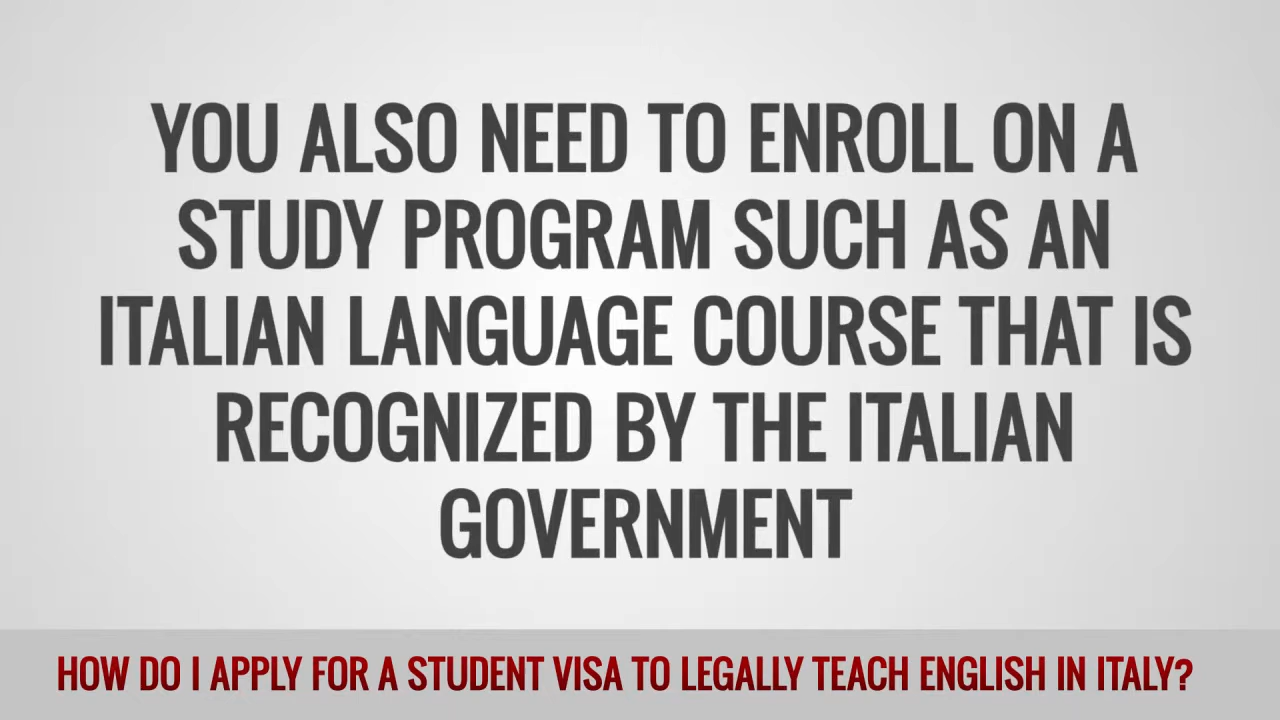 YOU ALSO NEED TO ENROLL ON A
STUDY PROGRAM SUCH AS AN
ITALIAN LANGUAGE COURSE THAT IS
RECOGNIZED BY THE ITALIAN
GOVERNMENT
HOW DO I APPLY FOR A STUDENT VISA TO LEGALLY TEACH ENGLISH IN ITALY?